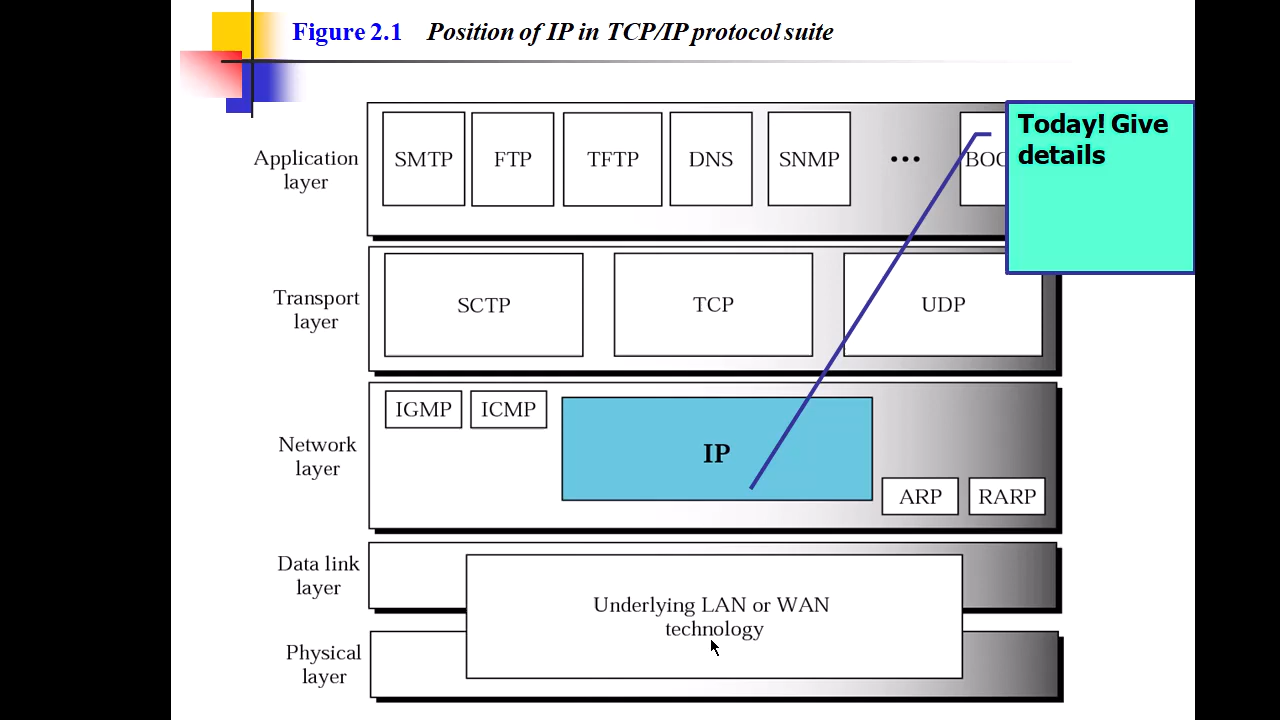 Figure 2.1 Position of IP in TCP/IP protocol suite
Today! Give
details
Application
layer
SMTP
FTP
TFTP
DNS
SNMP
...
Transport
layer
SCTP
TCP
UDP
Network
layer
IGMP
ICMP
IP
ARP
RARP
Data link
layer
Underlying LAN or WAN
technology
Physical
layer